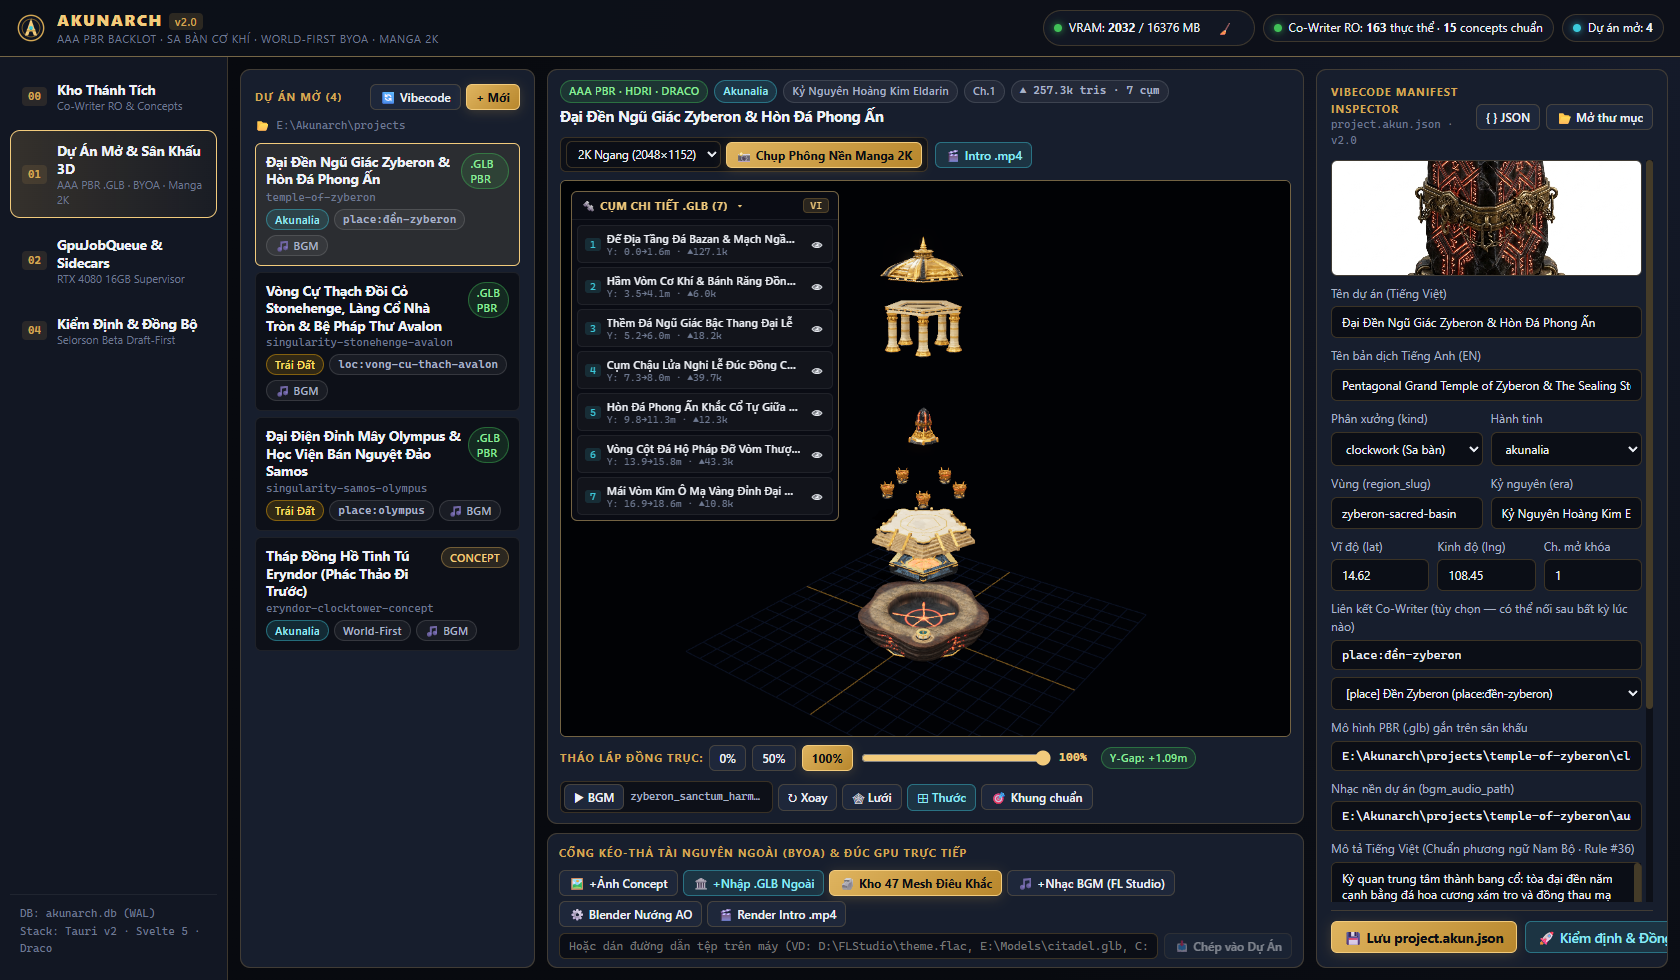 AKUNARCH v2.0
AAA PBR BACKLOT · SA BÀN CƠ KHÍ · WORLD-FIRST BYOA · MANGA 2K
VRAM: 2032 / 16376 MB
Co-Writer RO: 163 thực thể · 15 concepts chuẩn
Dự án mở: 4
00
Kho Thánh Tích
Co-Writer RO & Concepts
01
Dự Án Mở & Sân Khấu
3D
AAA PBR .GLB · BYOA · Manga
2K
02
GpuJobQueue &
Sidecars
RTX 4080 16GB Supervisor
04
Kiểm Định & Đồng Bộ
Selorson Beta Draft-First
DB: akunarch.db (WAL)
Stack: Tauri v2 · Svelte 5 ·
Draco
DỰ ÁN MỞ (4)
Vibecode
+ Mới
E:\Akunarch\projects
Đại Đền Ngũ Giác Zyberon &
Hòn Đá Phong Ấn
.GLB
PBR
temple-of-zyberon
Akunalia
place:đền-zyberon
BGM
Vòng Cự Thạch Đồi Cỏ
Stonehenge, Làng Cổ Nhà
Tròn & Bệ Pháp Thư Avalon
.GLB
PBR
singularity-stonehenge-avalon
Trái Đất
loc:vong-cu-thach-avalon
BGM
Đại Điện Đỉnh Mây Olympus &
Học Viện Bán Nguyệt Đảo
Samos
.GLB
PBR
singularity-samos-olympus
Trái Đất
place:olympus
BGM
Tháp Đồng Hồ Tinh Tú
Eryndor (Phác Thảo Đi
Trước)
CONCEPT
eryndor-clocktower-concept
Akunalia
World-First
BGM
AAA PBR · HDRI · DRACO
Akunalia
Kỷ Nguyên Hoàng Kim Eldarin
Ch.1
▲ 257.3k tris · 7 cụm
Đại Đền Ngũ Giác Zyberon & Hòn Đá Phong Ấn
2K Ngang (2048×1152)
Chụp Phông Nền Manga 2K
Intro .mp4
CỤM CHI TIẾT .GLB (7)
VI
1
Đế Địa Tầng Đá Bazan & Mạch Ngầ...
Y: 0.0→1.6m · ▲127.1k
2
Hầm Vòm Cơ Khí & Bánh Răng Đồn...
Y: 3.5→4.1m · ▲6.0k
3
Thềm Đá Ngũ Giác Bậc Thang Đại Lễ
Y: 5.2→6.0m · ▲18.2k
4
Cụm Chậu Lửa Nghi Lễ Đúc Đồng C...
Y: 7.3→8.0m · ▲39.7k
5
Hòn Đá Phong Ấn Khắc Cổ Tự Giữa ...
Y: 9.8→11.3m · ▲12.3k
6
Vòng Cột Đá Hộ Pháp Đỡ Vòm Thượ...
Y: 13.9→15.8m · ▲43.3k
7
Mái Vòm Kim Ô Mạ Vàng Đỉnh Đại ...
Y: 16.9→18.6m · ▲10.8k
THÁO LẮP ĐỒNG TRỤC:
0%
50%
100%
100%
Y-Gap: +1.09m
▶ BGM
zyberon_sanctum_harm…
↻ Xoay
Lưới
Thước
Khung chuẩn
CỔNG KÉO-THẢ TÀI NGUYÊN NGOÀI (BYOA) & ĐÚC GPU TRỰC TIẾP
+Ảnh Concept
+Nhập .GLB Ngoài
Kho 47 Mesh Điêu Khắc
+Nhạc BGM (FL Studio)
Blender Nướng AO
Render Intro .mp4
Hoặc dán đường dẫn tệp trên máy (VD: D:\FLStudio\theme.flac, E:\Models\citadel.glb, C:
Chép vào Dự Án
VIBECODE MANIFEST
INSPECTOR
project.akun.json ·
v2.0
{ } JSON
Mở thư mục
Tên dự án (Tiếng Việt)
Đại Đền Ngũ Giác Zyberon & Hòn Đá Phong Ấn
Tên bản dịch Tiếng Anh (EN)
Pentagonal Grand Temple of Zyberon & The Sealing St
Phân xưởng (kind)
Hành tinh
clockwork (Sa bàn)
akunalia
Vùng (region_slug)
Kỷ nguyên (era)
zyberon-sacred-basin
Kỷ Nguyên Hoàng Kim E
Vĩ độ (lat)
Kinh độ (lng)
Ch. mở khóa
14.62
108.45
1
Liên kết Co-Writer (tùy chọn — có thể nối sau bất kỳ lúc
nào)
place:đền-zyberon
[place] Đền Zyberon (place:đền-zyberon)
Mô hình PBR (.glb) gắn trên sân khấu
E:\Akunarch\projects\temple-of-zyberon\cl
Nhạc nền dự án (bgm_audio_path)
E:\Akunarch\projects\temple-of-zyberon\au
Mô tả Tiếng Việt (Chuẩn phương ngữ Nam Bộ · Rule #36)
Kỳ quan trung tâm thành bang cổ: tòa đại đền năm
cạnh bằng đá hoa cương xám tro và đồng thau mạ
Lưu project.akun.json
Kiểm định & Đồng